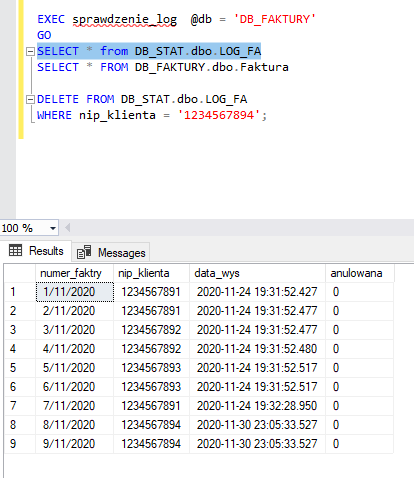 EXEC sprawdzenie_log @db = 'DB_FAKTURY'
GO
SELECT * from DB_STAT.dbo.LOG_FA
SELECT * FROM DB_FAKTURY.dbo.Faktura
DELETE FROM DB_STAT.dbo.LOG_FA
WHERE nip_klienta = '1234567894';
100 %
Results Messages
numer_faktry nip_klienta data_wys anulowana
1 1/11/2020 1234567891 2020-11-24 19:31:52.427 0
2 2/11/2020 1234567891 2020-11-24 19:31:52.477 0
3 3/11/2020 1234567892 2020-11-24 19:31:52.477 0
4 4/11/2020 1234567892 2020-11-24 19:31:52.480 0
5 5/11/2020 1234567893 2020-11-24 19:31:52.517 0
6 6/11/2020 1234567893 2020-11-24 19:31:52.517 0
7 7/11/2020 1234567891 2020-11-24 19:32:28.950 0
8 8/11/2020 1234567894 2020-11-30 23:05:33.527 0
9 9/11/2020 1234567894 2020-11-30 23:05:33.527 0